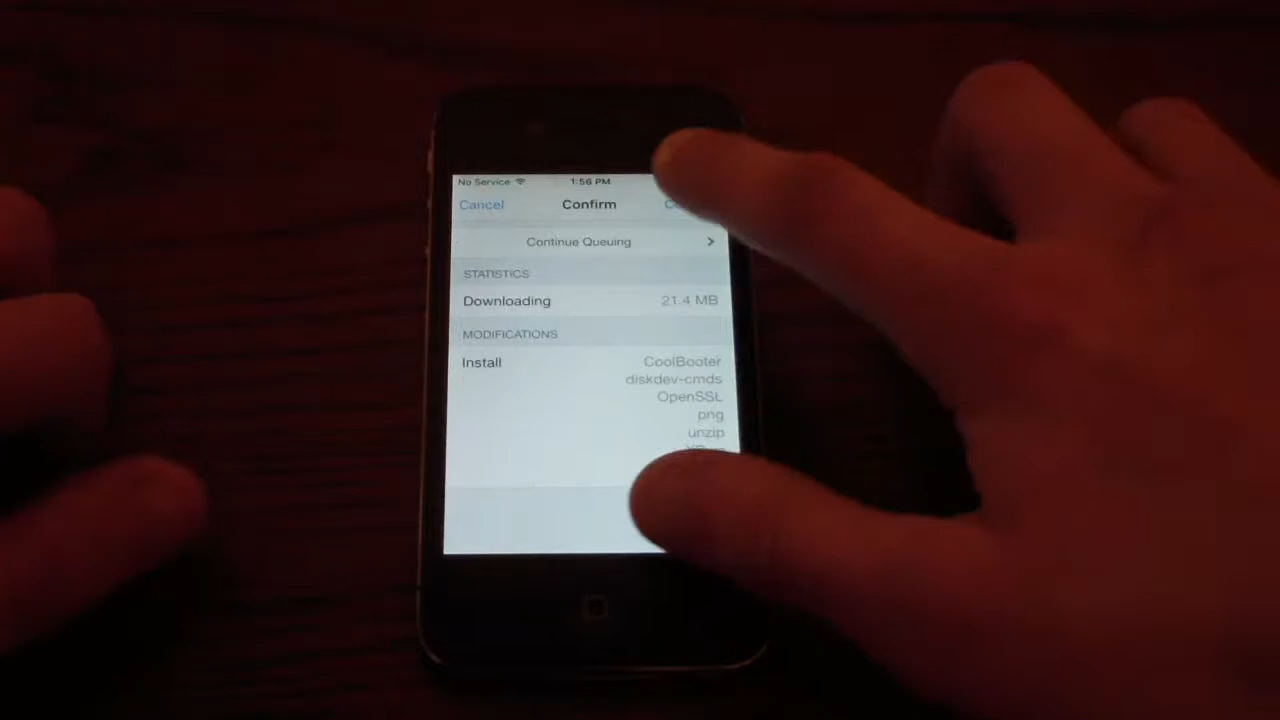 No Service 1:56 PM
Cancel Confirm
Continue Queuing
STATISTICS
Downloading 21.4 MB
MODIFICATIONS
Install CoolBooter
diskdev-cmds
OpenSSL
png
unzip